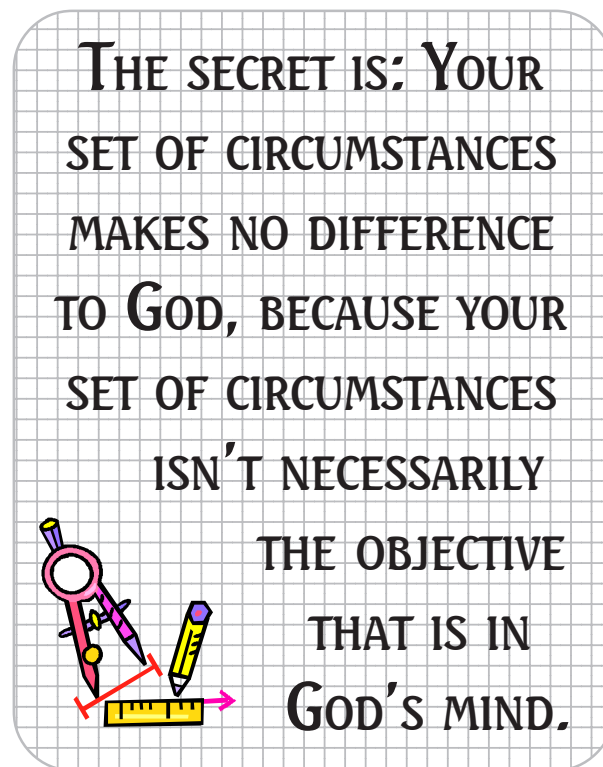 The secret is: Your
set of circumstances
makes no difference
to God, because your
set of circumstances
isn't necessarily
the objective
that is in
God's mind.